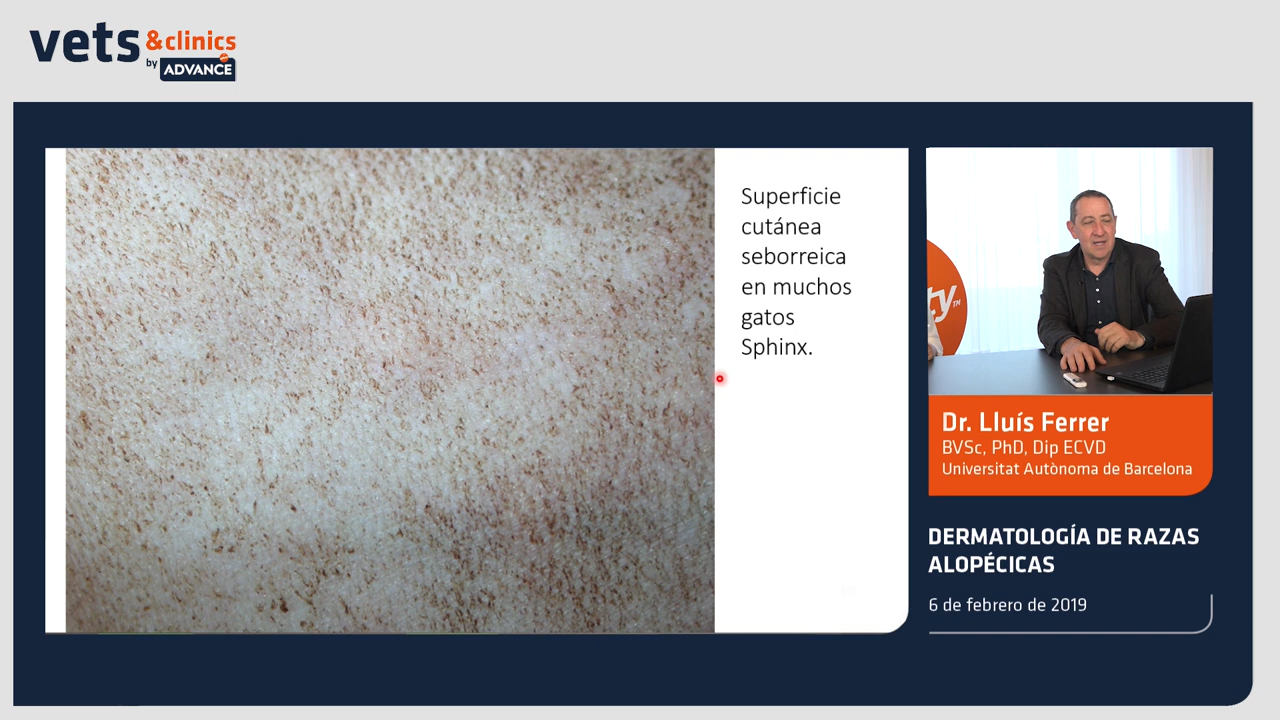 vets &clinics
by ADVANCE
Superficie
cutánea
seborreica
en muchos
gatos
Sphinx.
ty™
Dr. Lluís Ferrer
BVSc, PhD, Dip ECVD
Universitat Autònoma de Barcelona
DERMATOLOGÍA DE RAZAS
ALOPÉCICAS
6 de febrero de 2019